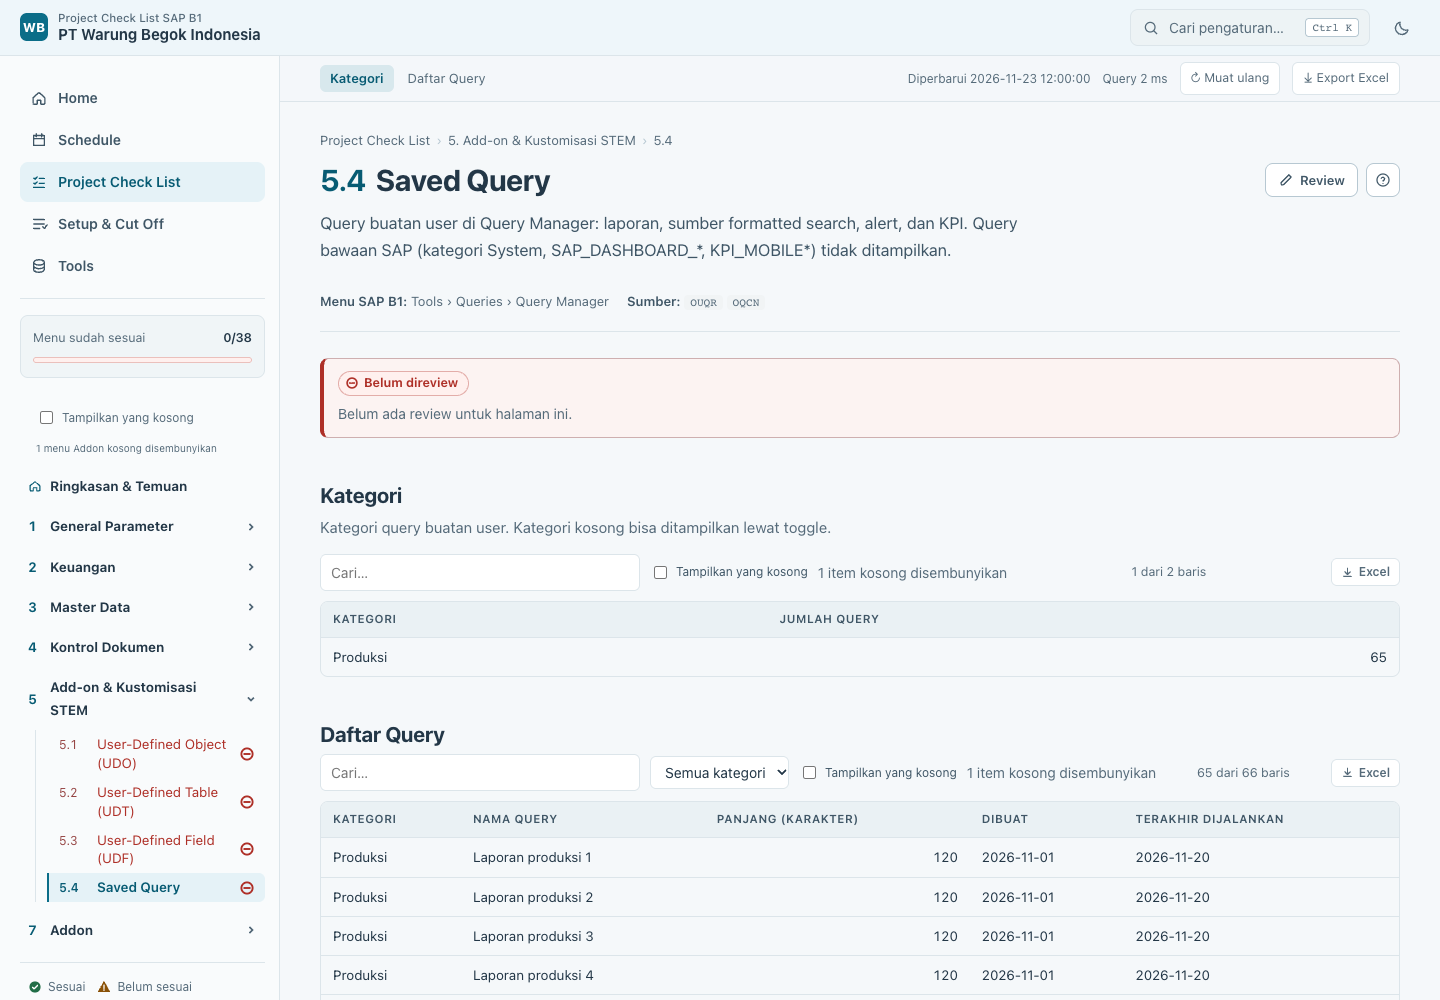 WB
Project Check List SAP B1
PT Warung Begok Indonesia
Cari pengaturan...
Ctrl K
Home
Schedule
Project Check List
Setup & Cut Off
Tools
Menu sudah sesuai 0/38
Tampilkan yang kosong
1 menu Addon kosong disembunyikan
Ringkasan & Temuan
1 General Parameter
2 Keuangan
3 Master Data
4 Kontrol Dokumen
5 Add-on & Kustomisasi
STEM
5.1 User-Defined Object
(UDO)
5.2 User-Defined Table
(UDT)
5.3 User-Defined Field
(UDF)
5.4 Saved Query
7 Addon
Sesuai Belum sesuai
Kategori Daftar Query Diperbarui 2026-11-23 12:00:00 Query 2 ms Muat ulang Export Excel
Project Check List › 5. Add-on & Kustomisasi STEM › 5.4
5.4 Saved Query
Review
Query buatan user di Query Manager: laporan, sumber formatted search, alert, dan KPI. Query
bawaan SAP (kategori System, SAP_DASHBOARD_*, KPI_MOBILE*) tidak ditampilkan.
Menu SAP B1: Tools › Queries › Query Manager Sumber: OUQR OQCN
Belum direview
Belum ada review untuk halaman ini.
Kategori
Kategori query buatan user. Kategori kosong bisa ditampilkan lewat toggle.
Cari... Tampilkan yang kosong 1 item kosong disembunyikan 1 dari 2 baris Excel
KATEGORI JUMLAH QUERY
Produksi 65
Daftar Query
Cari... Semua kategori Tampilkan yang kosong 1 item kosong disembunyikan 65 dari 66 baris Excel
KATEGORI NAMA QUERY PANJANG (KARAKTER) DIBUAT TERAKHIR DIJALANKAN
Produksi Laporan produksi 1 120 2026-11-01 2026-11-20
Produksi Laporan produksi 2 120 2026-11-01 2026-11-20
Produksi Laporan produksi 3 120 2026-11-01 2026-11-20
Produksi Laporan produksi 4 120 2026-11-01 2026-11-20